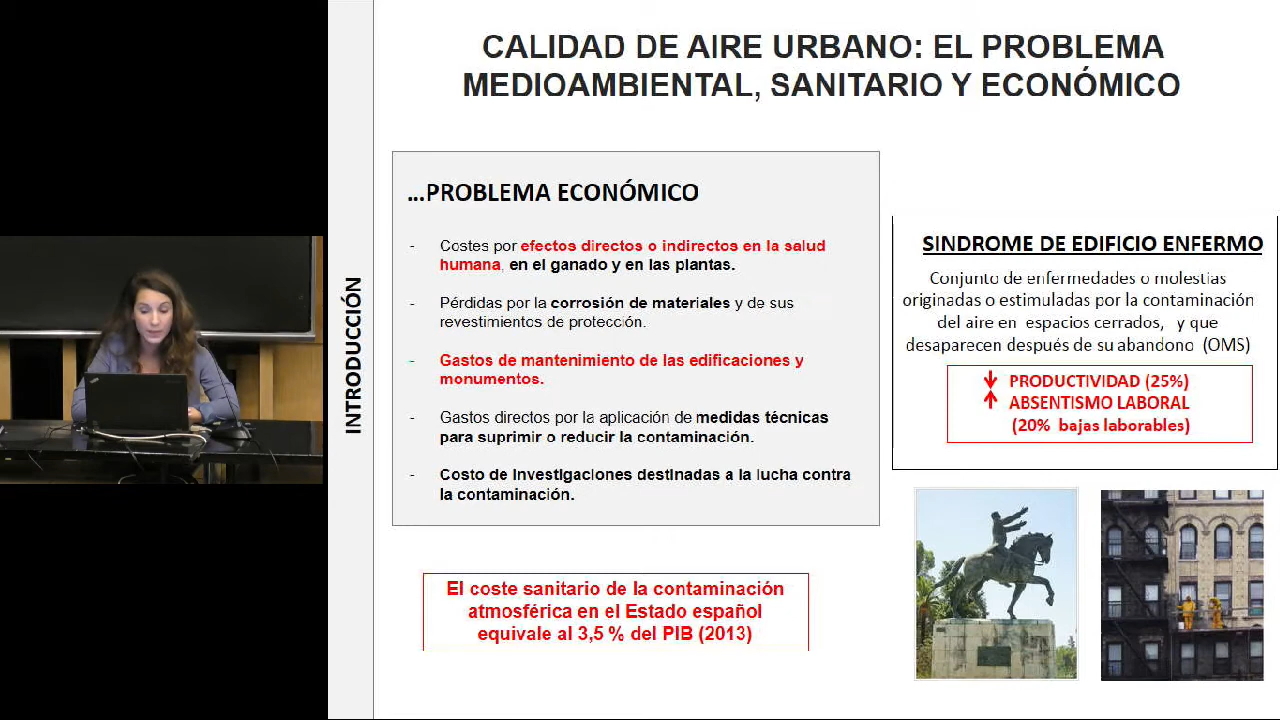 CALIDAD DE AIRE URBANO: EL PROBLEMA
MEDIOAMBIENTAL, SANITARIO Y ECONÓMICO
INTRODUCCIÓN
...PROBLEMA ECONÓMICO
- Costes por efectos directos o indirectos en la salud
humana, en el ganado y en las plantas.
- Pérdidas por la corrosión de materiales y de sus
revestimientos de protección.
- Gastos de mantenimiento de las edificaciones y
monumentos.
- Gastos directos por la aplicación de medidas técnicas
para suprimir o reducir la contaminación.
- Costo de investigaciones destinadas a la lucha contra
la contaminación.
El coste sanitario de la contaminación
atmosférica en el Estado español
equivale al 3,5 % del PIB (2013)
SINDROME DE EDIFICIO ENFERMO
Conjunto de enfermedades o molestias
originadas o estimuladas por la contaminación
del aire en espacios cerrados, y que
desaparecen después de su abandono (OMS)
PRODUCTIVIDAD (25%)
ABSENTISMO LABORAL
(20% bajas laborables)